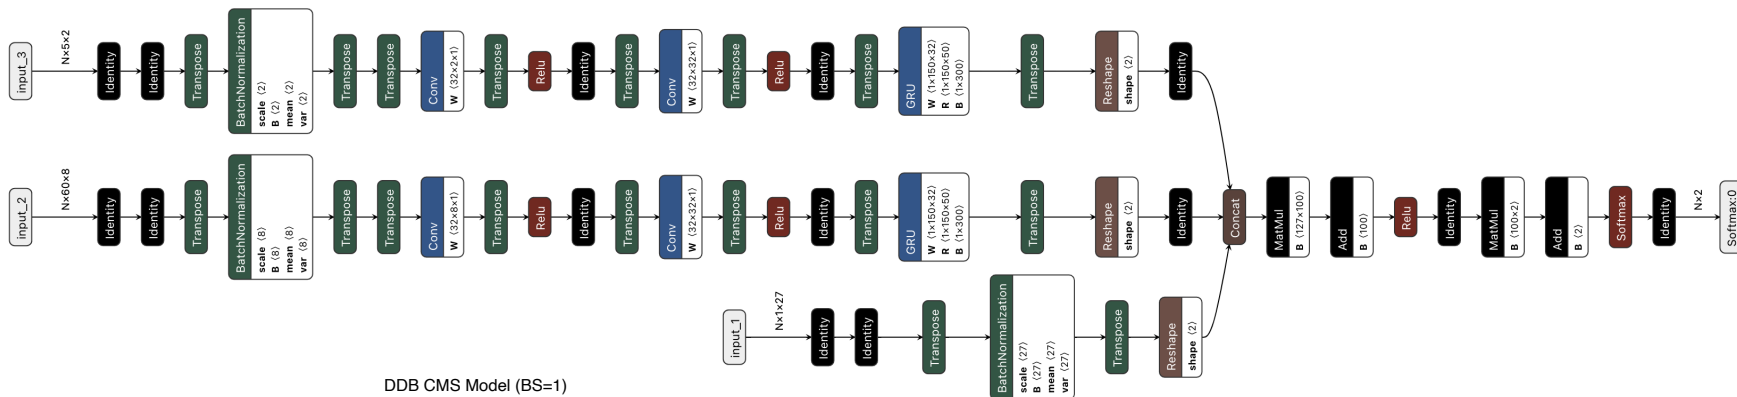 input_3
N×5×2
Identity
Identity
Transpose
BatchNormalization
scale ⟨2⟩
B ⟨2⟩
mean ⟨2⟩
var ⟨2⟩
Transpose
Transpose
Conv
W ⟨32×2×1⟩
Transpose
Relu
Identity
Transpose
Conv
W ⟨32×32×1⟩
Transpose
Relu
Identity
Transpose
GRU
W ⟨1×150×32⟩
R ⟨1×150×50⟩
B ⟨1×300⟩
Transpose
Reshape
shape ⟨2⟩
Identity
input_2
N×60×8
Identity
Identity
Transpose
BatchNormalization
scale ⟨8⟩
B ⟨8⟩
mean ⟨8⟩
var ⟨8⟩
Transpose
Transpose
Conv
W ⟨32×8×1⟩
Transpose
Relu
Identity
Transpose
Conv
W ⟨32×32×1⟩
Transpose
Relu
Identity
Transpose
GRU
W ⟨1×150×32⟩
R ⟨1×150×50⟩
B ⟨1×300⟩
Transpose
Reshape
shape ⟨2⟩
Identity
Concat
MatMul
B ⟨127×100⟩
Add
B ⟨100⟩
Relu
Identity
MatMul
B ⟨100×2⟩
Add
B ⟨2⟩
Softmax
Identity
N×2
Softmax:0
input_1
N×1×27
Identity
Identity
Transpose
BatchNormalization
scale ⟨27⟩
B ⟨27⟩
mean ⟨27⟩
var ⟨27⟩
Transpose
Reshape
shape ⟨2⟩
DDB CMS Model (BS=1)